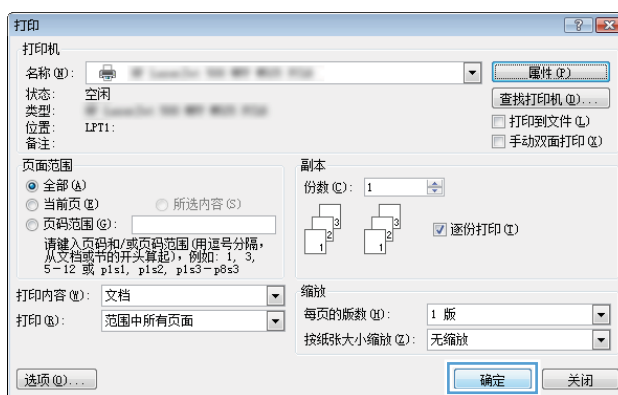 打印
打印机
名称(N):
属性(P)
状态: 空闲
查找打印机(D)...
类型:
位置: LPT1:
打印到文件(L)
备注:
手动双面打印(X)
页面范围
全部(A)
当前页(E) 所选内容(S)
页码范围(G):
请键入页码和/或页码范围(用逗号分隔,
从文档或节的开头算起), 例如: 1, 3,
5-12 或 p1s1, p1s2, p1s3-p8s3
副本
份数(C): 1
3 3
2 2
1 1
逐份打印(T)
打印内容(W): 文档
打印(R): 范围中所有页面
缩放
每页的版数(H): 1 版
按纸张大小缩放(Z): 无缩放
选项(O)... 确定 关闭